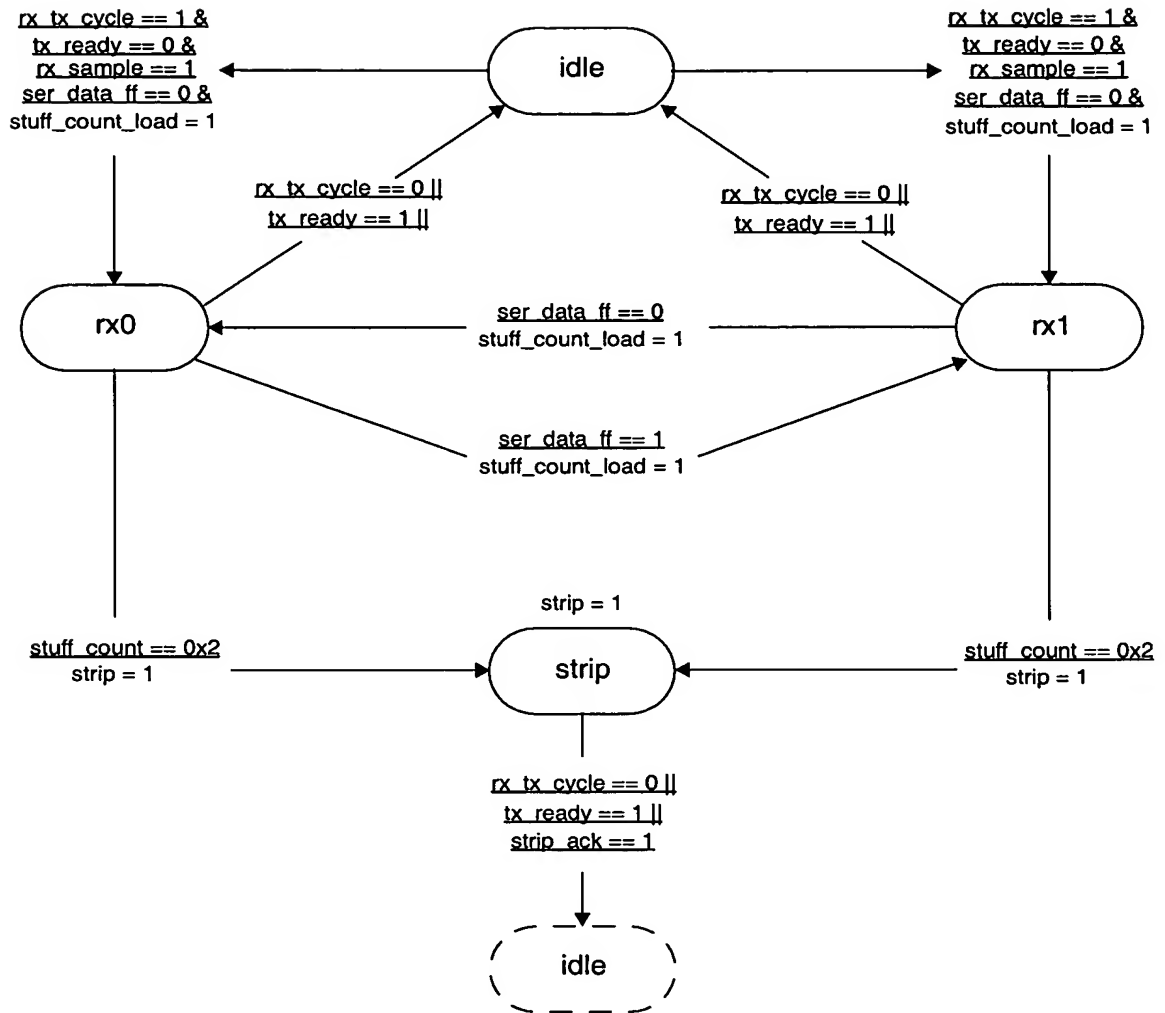 rx_tx_cycle == 1 &
tx_ready == 0 &
rx_sample == 1
ser_data_ff == 0 &
stuff_count_load = 1
idle
rx_tx_cycle == 1 &
tx_ready == 0 &
rx_sample == 1
ser_data_ff == 0 &
stuff_count_load = 1
rx_tx_cycle == 0 ||
tx_ready == 1 ||
rx_tx_cycle == 0 ||
tx_ready == 1 ||
rx0
ser_data_ff == 0
stuff_count_load = 1
rx1
ser_data_ff == 1
stuff_count_load = 1
strip = 1
stuff_count == 0x2
strip = 1
strip
stuff_count == 0x2
strip = 1
rx_tx_cycle == 0 ||
tx_ready == 1 ||
strip_ack == 1
idle